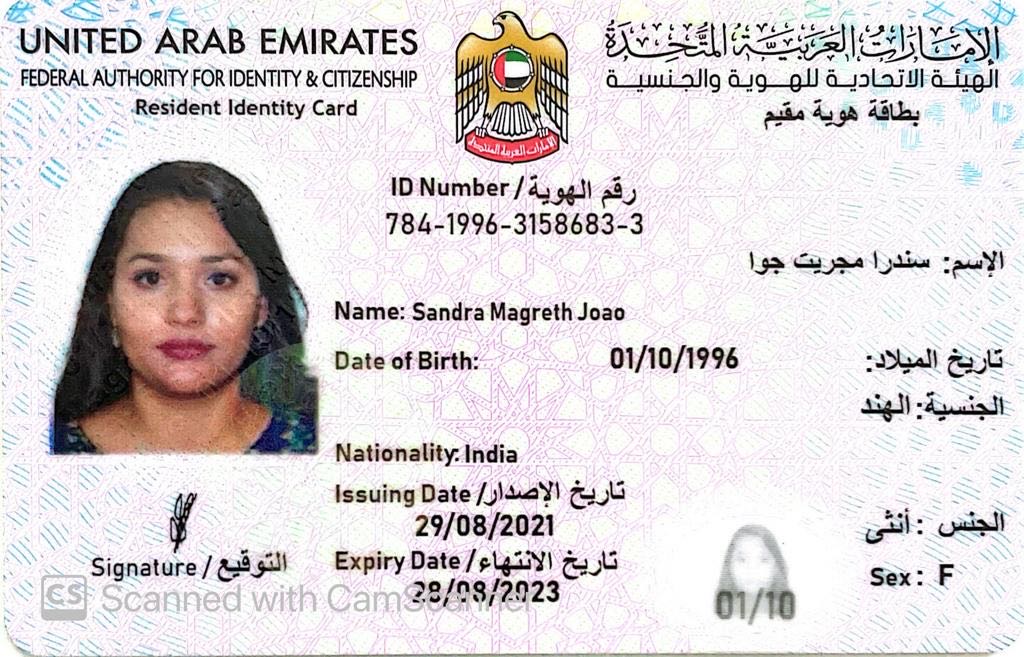 UNITED ARAB EMIRATES
الإمارات العربية المتحدة
FEDERAL AUTHORITY FOR IDENTITY & CITIZENSHIP
الهيئة الاتحادية للهوية والجنسية
Resident Identity Card
بطاقة هوية مقيم
الإمارات العربية المتحدة
ID Number / رقم الهوية
784-1996-3158683-3
الإسم: سندرا مجريت جوا
Name: Sandra Magreth Joao
Date of Birth: 01/10/1996 تاريخ الميلاد:
الجنسية: الهند
Nationality: India
Issuing Date / تاريخ الإصدار
29/08/2021
الجنس : أنثى
Expiry Date / تاريخ الانتهاء
28/08/2023
Sex: F
Signature / التوقيع
01/10
CS Scanned with CamScanner